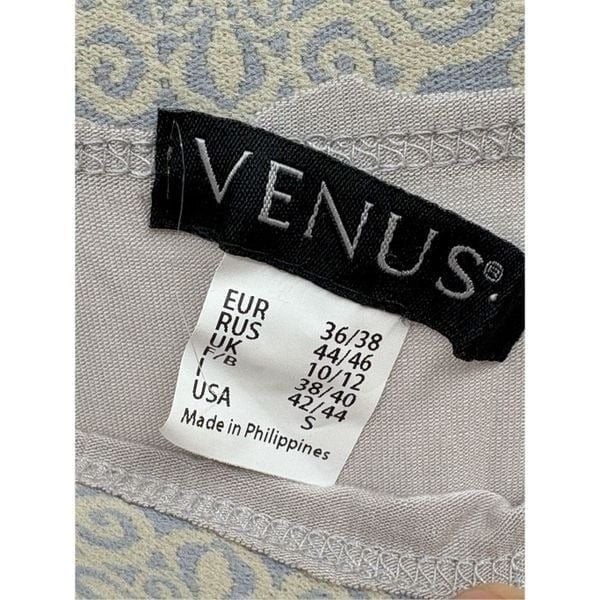 VENUS®
EUR 36/38
RUS 44/46
UK 10/12
F/B 38/40
I 42/44
USA S
Made in Philippines